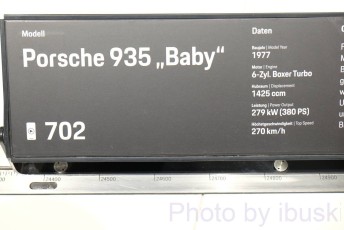 Modell
Porsche 935 „Baby“
702
Daten
Baujahr | Model Year
1977
Motor | Engine
6-Zyl. Boxer Turbo
Hubraum | Displacement
1425 ccm
Leistung | Power Output
279 kW (380 PS)
Höchstgeschwindigkeit | Top Speed
270 km/h
Photo by ibuski